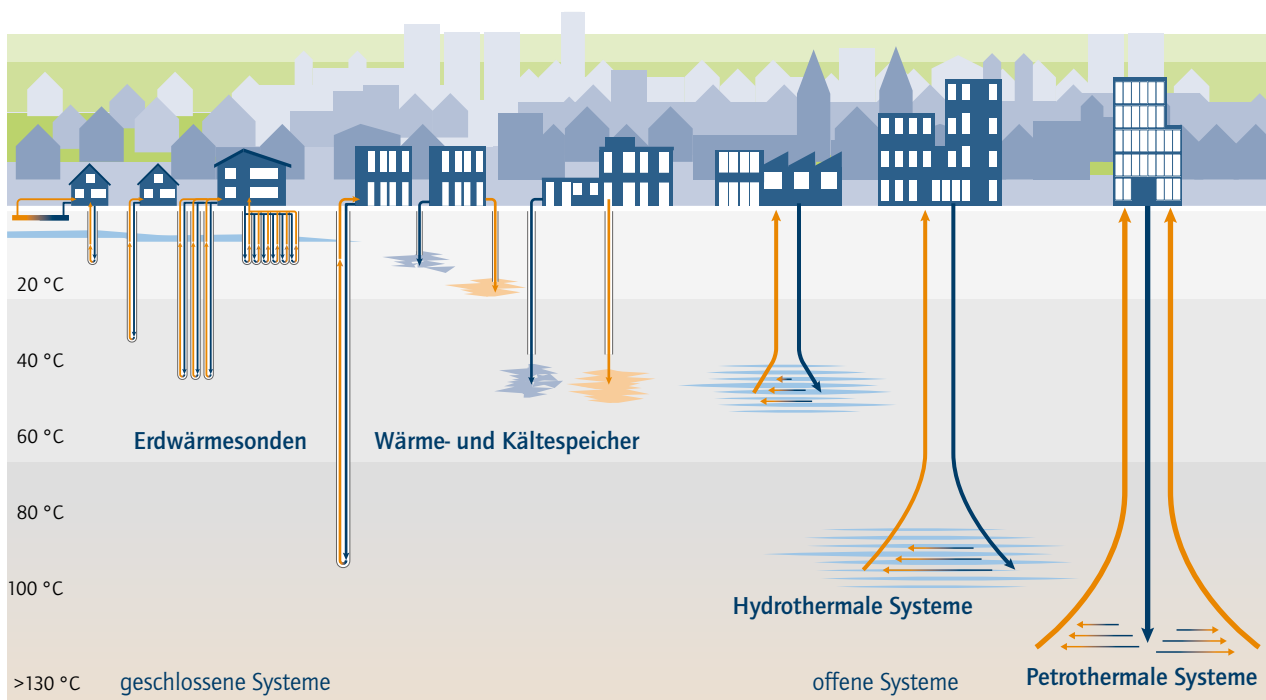 20 °C
40 °C
Erdwärmesonden
Wärme- und Kältespeicher
60 °C
80 °C
100 °C
Hydrothermale Systeme
Petrothermale Systeme
>130 °C
geschlossene Systeme
offene Systeme